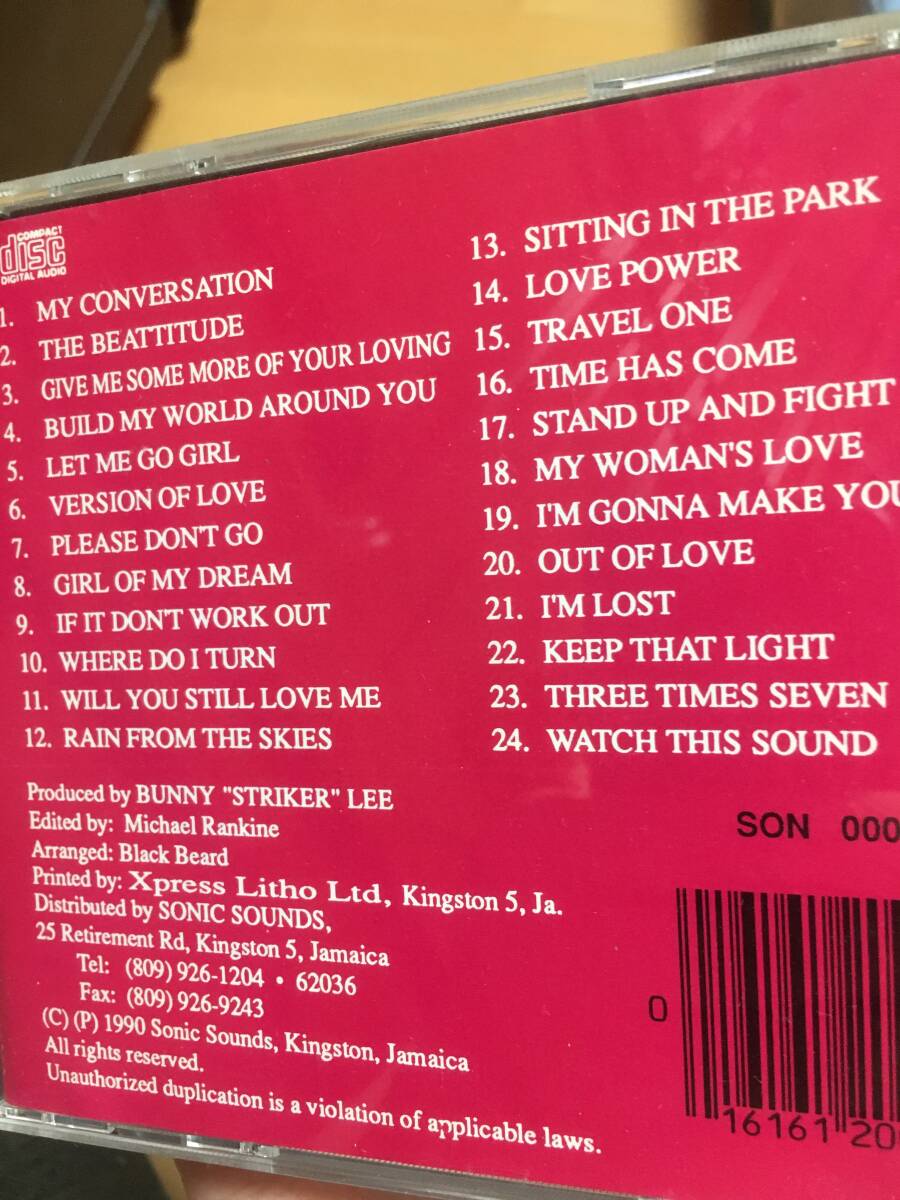 COMPACT
disc
DIGITAL AUDIO
1. MY CONVERSATION
2. THE BEATTITUDE
3. GIVE ME SOME MORE OF YOUR LOVING
4. BUILD MY WORLD AROUND YOU
5. LET ME GO GIRL
6. VERSION OF LOVE
7. PLEASE DON'T GO
8. GIRL OF MY DREAM
9. IF IT DON'T WORK OUT
10. WHERE DO I TURN
11. WILL YOU STILL LOVE ME
12. RAIN FROM THE SKIES
13. SITTING IN THE PARK
14. LOVE POWER
15. TRAVEL ONE
16. TIME HAS COME
17. STAND UP AND FIGHT
18. MY WOMAN'S LOVE
19. I'M GONNA MAKE YOU
20. OUT OF LOVE
21. I'M LOST
22. KEEP THAT LIGHT
23. THREE TIMES SEVEN
24. WATCH THIS SOUND
Produced by BUNNY "STRIKER" LEE
Edited by: Michael Rankine
Arranged: Black Beard
Printed by: Xpress Litho Ltd, Kingston 5, Ja.
Distributed by SONIC SOUNDS,
25 Retirement Rd, Kingston 5, Jamaica
Tel: (809) 926-1204 • 62036
Fax: (809) 926-9243
(C) (P) 1990 Sonic Sounds, Kingston, Jamaica
All rights reserved.
Unauthorized duplication is a violation of applicable laws.
SON 000
0 16161 20